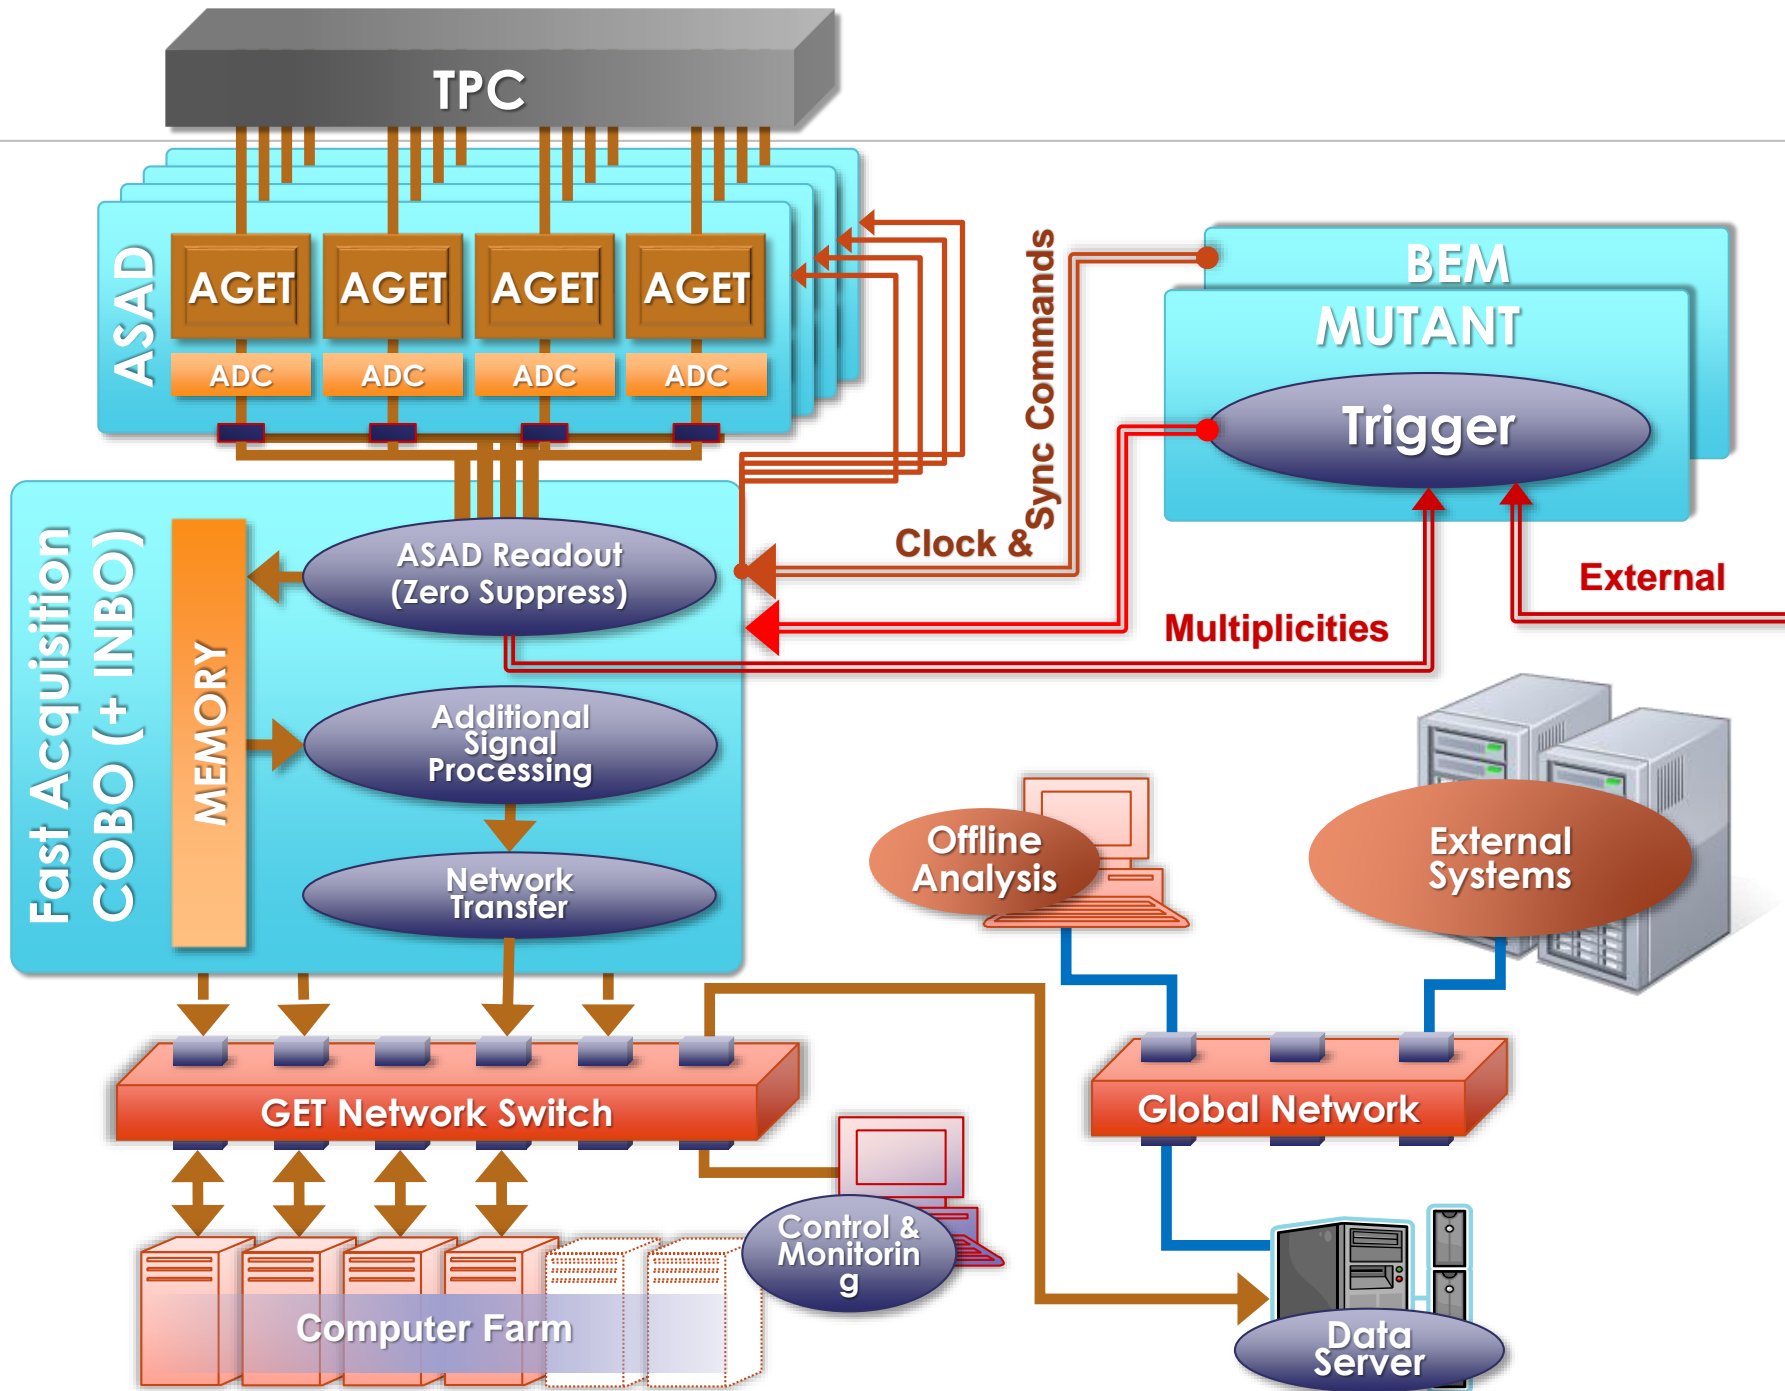 TPC
ASAD
AGET
AGET
AGET
AGET
ADC
ADC
ADC
ADC
BEM
MUTANT
Trigger
Clock &
Sync Commands
External
Multiplicities
Fast Acquisition
COBO (+ INBO)
MEMORY
ASAD Readout
(Zero Suppress)
Additional
Signal
Processing
Network
Transfer
Offline
Analysis
External
Systems
GET Network Switch
Global Network
Control &
Monitorin
g
Computer Farm
Data
Server